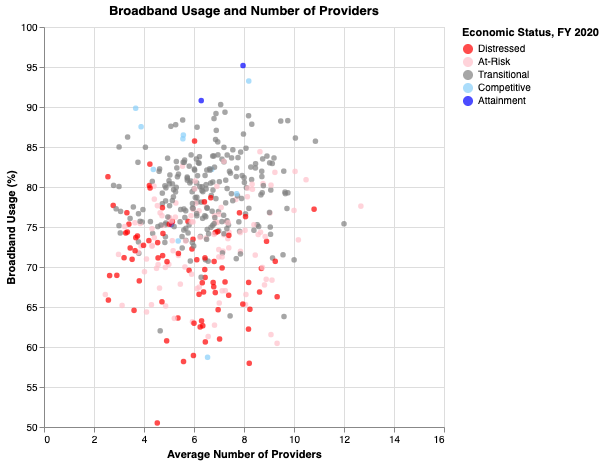 Broadband Usage and Number of Providers
Economic Status, FY 2020
Distressed
At-Risk
Transitional
Competitive
Attainment
Broadband Usage (%)
100
95
90
85
80
75
70
65
60
55
50
0 2 4 6 8 10 12 14 16
Average Number of Providers